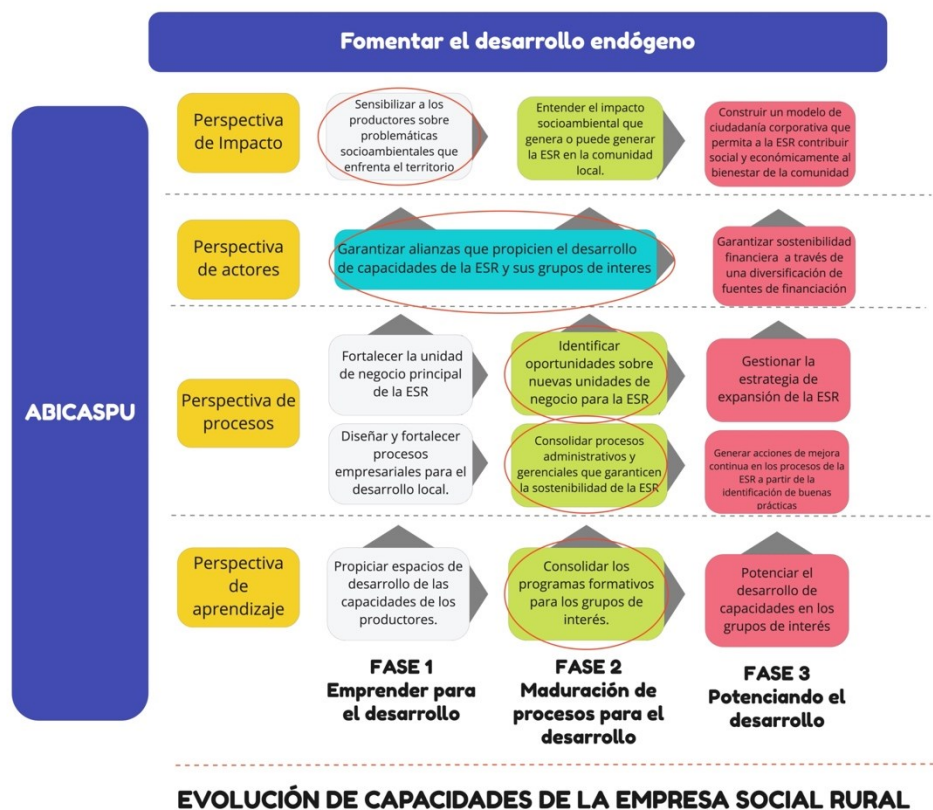 Fomentar el desarrollo endógeno
ABICASPU
Perspectiva
de Impacto
Sensibilizar a los
productores sobre
problemáticas
socioambientales que
enfrenta el territorio
Entender el impacto
socioambiental que
genera o puede generar
la ESR en la comunidad
local.
Construir un modelo de
ciudadanía corporativa que
permita a la ESR contribuir
social y económicamente al
bienestar de la comunidad
Perspectiva
de actores
Garantizar alianzas que propicien el desarrollo
de capacidades de la ESR y sus grupos de interes
Garantizar sostenibilidad
financiera a través de
una diversificación de
fuentes de financiación
Perspectiva de
procesos
Fortalecer la unidad
de negocio principal
de la ESR
Identificar
oportunidades sobre
nuevas unidades de
negocio para la ESR
Gestionar la
estrategia de
expansión de la ESR
Diseñar y fortalecer
procesos
empresariales para el
desarrollo local.
Consolidar procesos
administrativos y
gerenciales que garanticen
la sostenibilidad de la ESR
Generar acciones de mejora
continua en los procesos de la
ESR a partir de la
identificación de buenas
prácticas
Perspectiva
de
aprendizaje
Propiciar espacios de
desarrollo de las
capacidades de los
productores.
Consolidar los
programas formativos
para los grupos de
interés.
Potenciar el
desarrollo de
capacidades en los
grupos de interés
FASE 1
Emprender para
el desarrollo
FASE 2
Maduración de
procesos para el
desarrollo
FASE 3
Potenciando el
desarrollo
EVOLUCIÓN DE CAPACIDADES DE LA EMPRESA SOCIAL RURAL